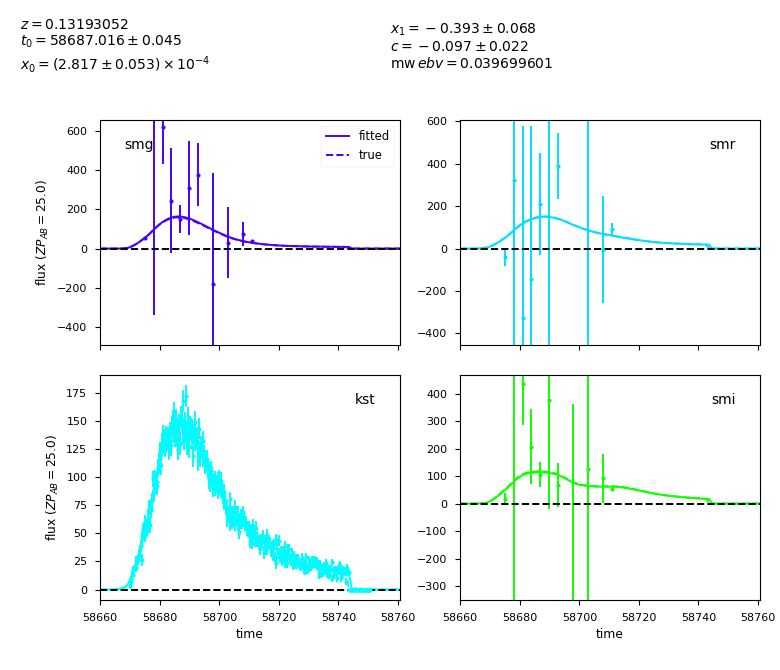 z = 0.13193052
t₀ = 58687.016 ± 0.045
x₀ = (2.817 ± 0.053) × 10⁻⁴
x₁ = −0.393 ± 0.068
c = −0.097 ± 0.022
mw ebv = 0.039699601
smg
fitted
true
600
400
200
0
−200
−400
flux (ZP_AB = 25.0)
smr
600
400
200
0
−200
−400
kst
175
150
125
100
75
50
25
0
flux (ZP_AB = 25.0)
58660 58680 58700 58720 58740 58760
time
smi
400
300
200
100
0
−100
−200
−300
58660 58680 58700 58720 58740 58760
time